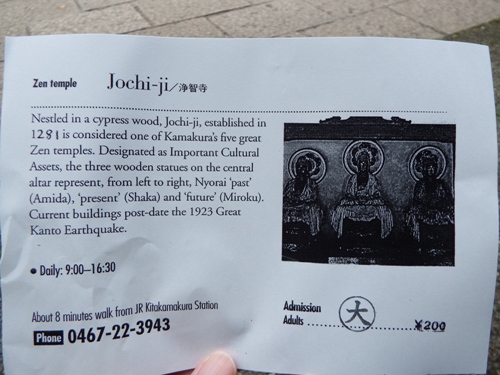 Zen temple Jochi-ji／浄智寺
Nestled in a cypress wood, Jochi-ji, established in
1281 is considered one of Kamakura's five great
Zen temples. Designated as Important Cultural
Assets, the three wooden statues on the central
altar represent, from left to right, Nyorai 'past'
(Amida), 'present' (Shaka) and 'future' (Miroku).
Current buildings post-date the 1923 Great
Kanto Earthquake.
• Daily: 9:00–16:30
About 8 minutes walk from JR Kitakamakura Station
Phone 0467-22-3943
Admission
Adults ¥200
大